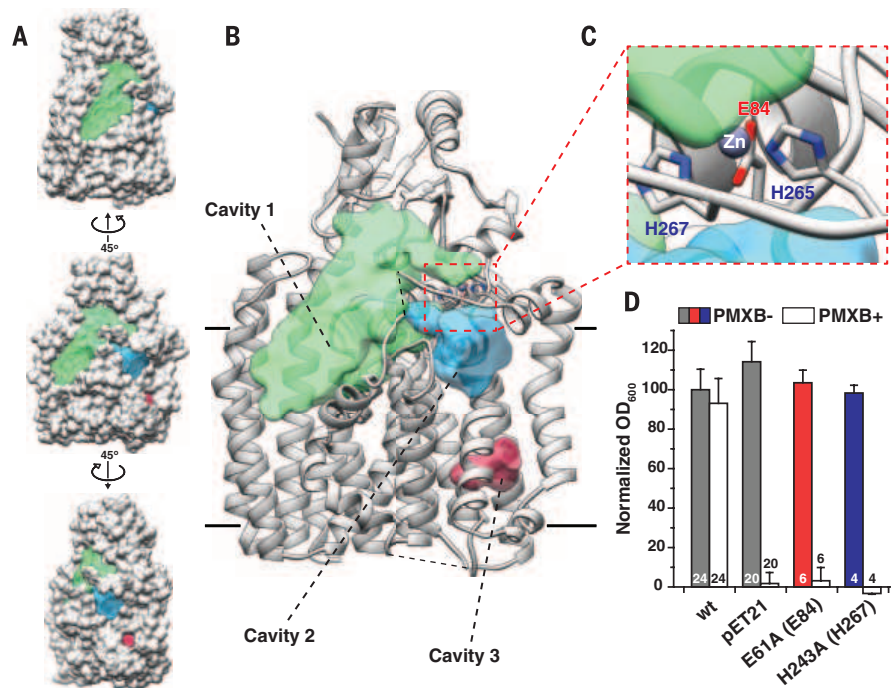 A
45°
45°
B
Cavity 1
Cavity 2
Cavity 3
C
E84
Zn
H265
H267
D
PMXB- PMXB+
Normalized OD600
120
100
80
60
40
20
0
24 24 20 20 6 6 4 4
wt
pET21
E61A (E84)
H243A (H267)